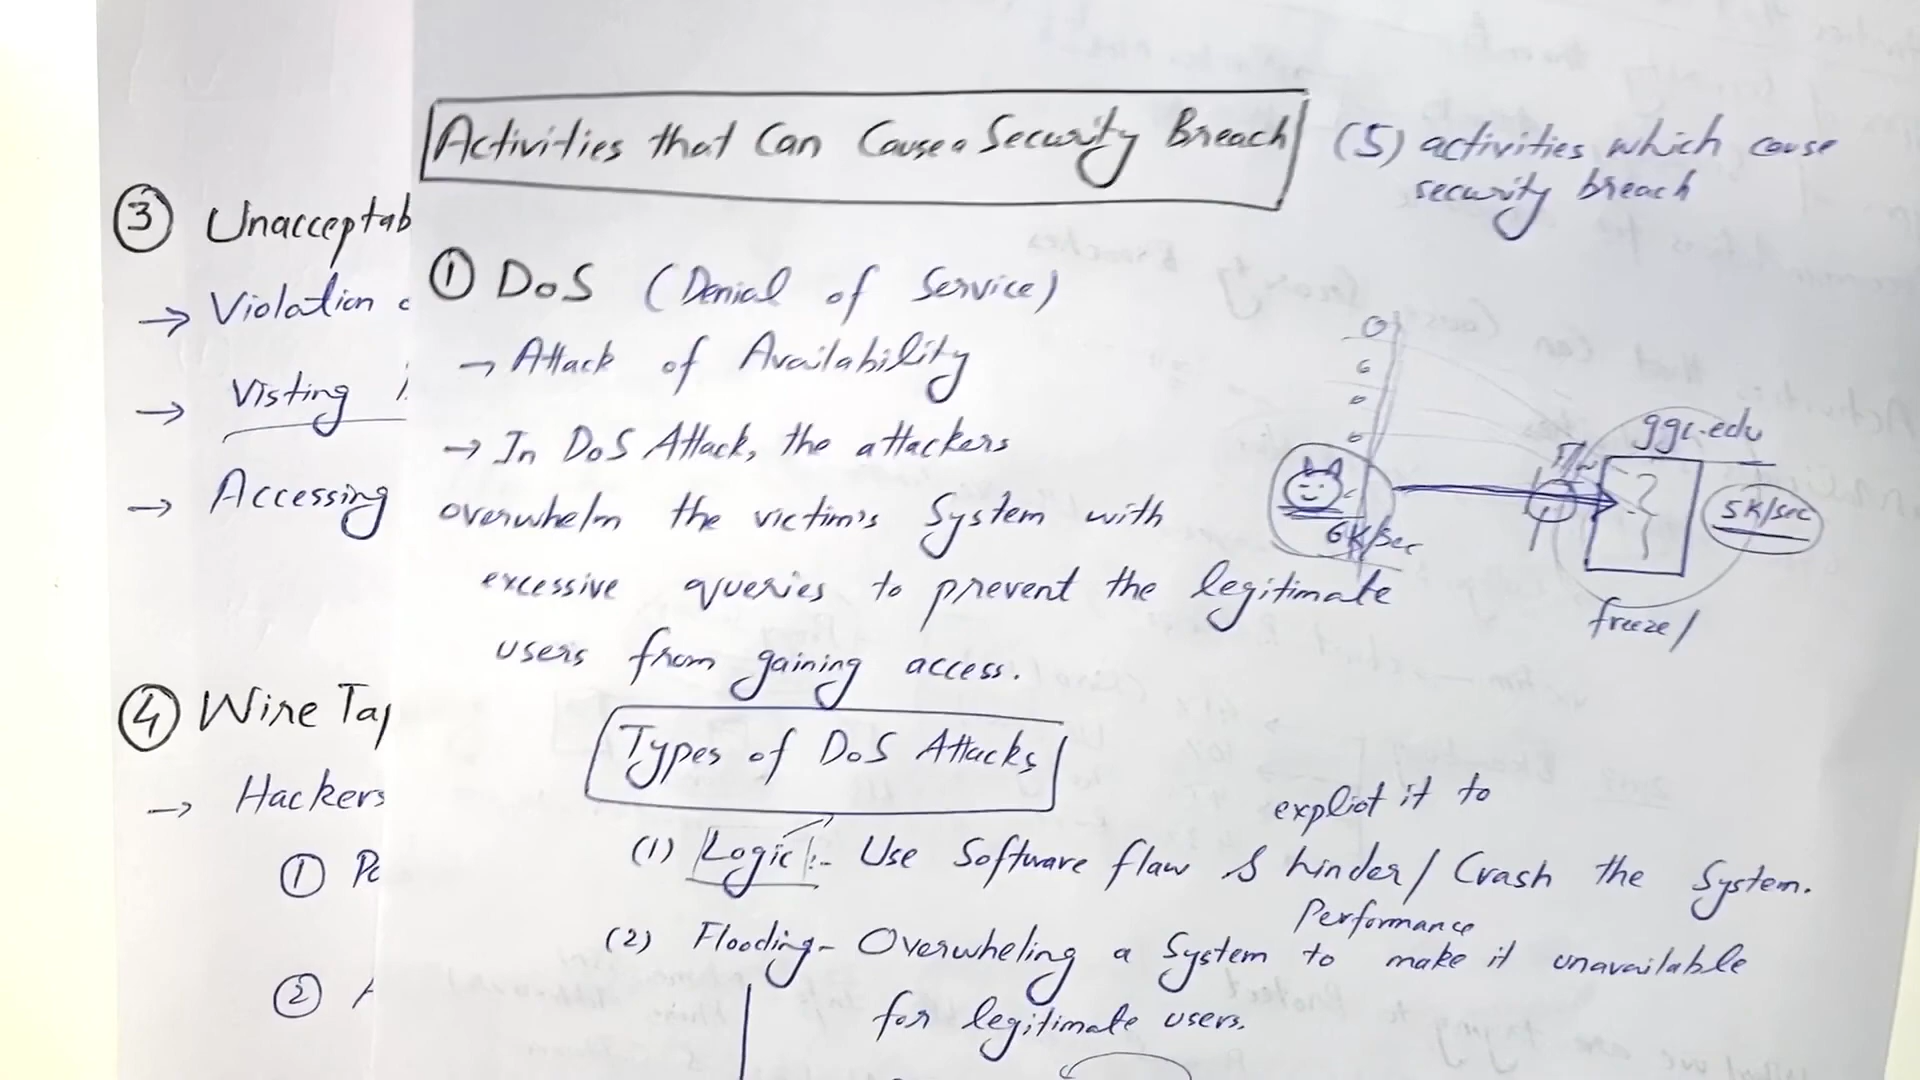 Activities that Can Cause a Security Breach
(5) activities which cause
security breach
① DoS (Denial of Service)
→ Attack of Availability
→ In DoS Attack, the attackers
overwhelm the victim's System with
excessive queries to prevent the legitimate
users from gaining access.
ggc.edu
5K/sec
6K/sec
freeze/
Types of DoS Attacks
expliot it to
(1) Logic:- Use Software flaw & hinder/ Crash the System.
Performance
(2) Flooding- Overwheling a System to make it unavailable
for legitimate users.
③ Unacceptab
→ Violation
→ Visting
→ Accessing
④ Wire Tap
→ Hackers
①
②